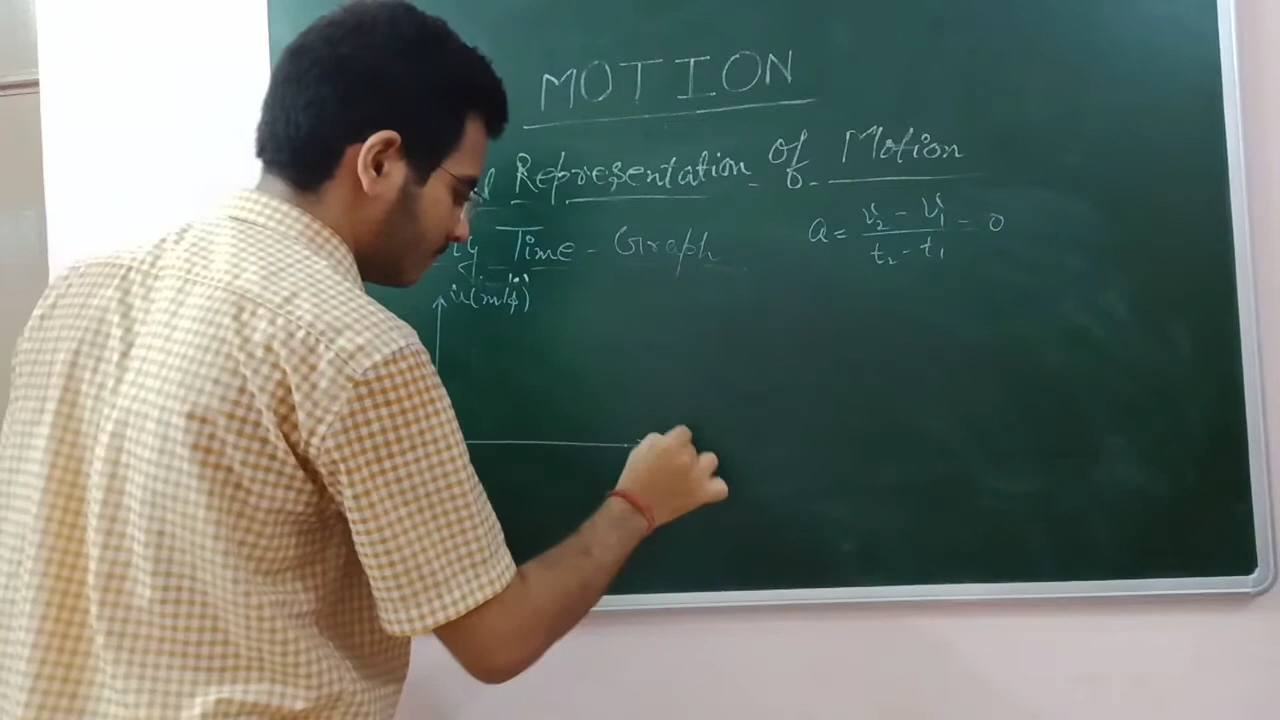 MOTION
Representation of Motion
Time - Graph
a = v₂ - v₁ / t₂ - t₁ = 0
(m/s)